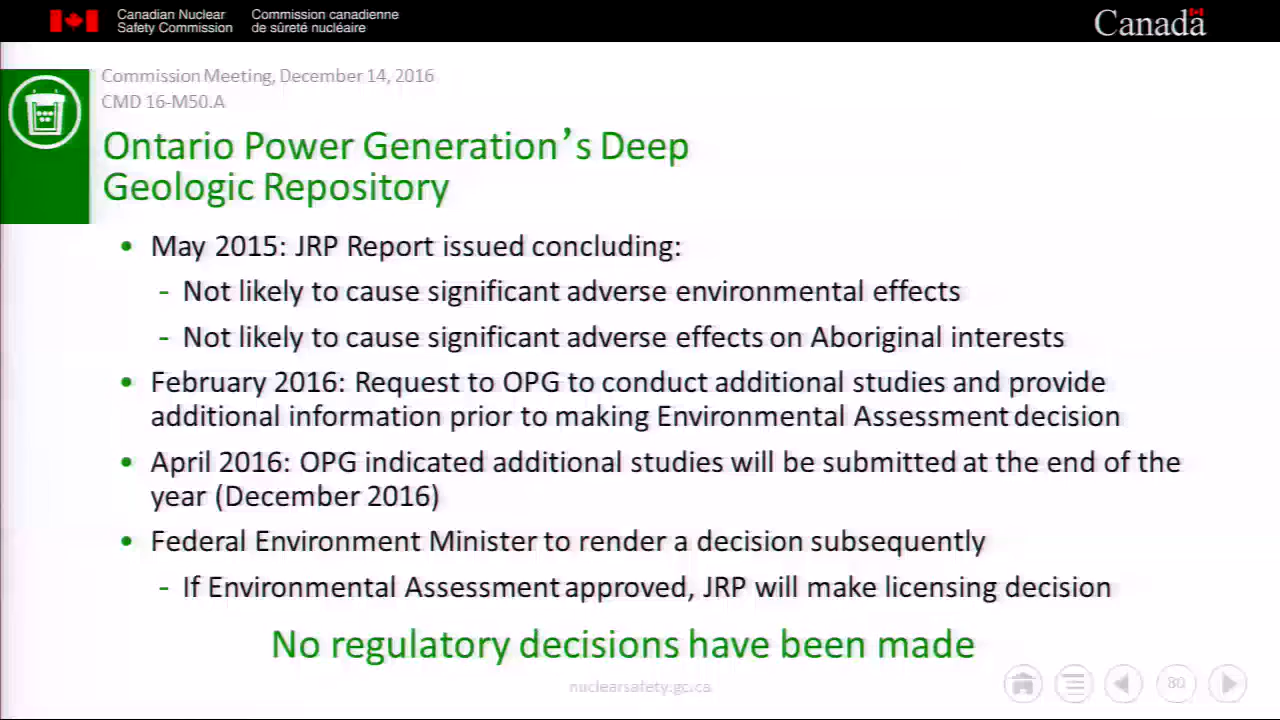 Canadian Nuclear
Safety Commission
Commission canadienne
de sûreté nucléaire
Canada
Commission Meeting, December 14, 2016
CMD 16-M50.A
Ontario Power Generation’s Deep
Geologic Repository
• May 2015: JRP Report issued concluding:
- Not likely to cause significant adverse environmental effects
- Not likely to cause significant adverse effects on Aboriginal interests
• February 2016: Request to OPG to conduct additional studies and provide
additional information prior to making Environmental Assessment decision
• April 2016: OPG indicated additional studies will be submitted at the end of the
year (December 2016)
• Federal Environment Minister to render a decision subsequently
- If Environmental Assessment approved, JRP will make licensing decision
No regulatory decisions have been made
nuclearsafety.gc.ca
80